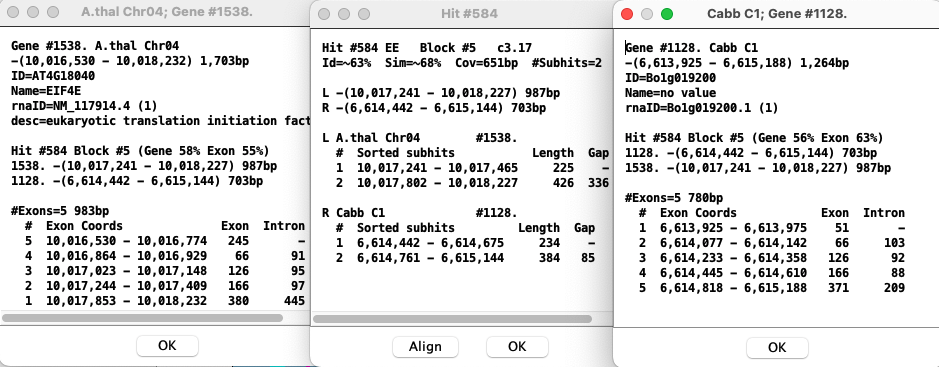 A.thal Chr04; Gene #1538.
Gene #1538. A.thal Chr04
-(10,016,530 - 10,018,232) 1,703bp
ID=AT4G18040
Name=EIF4E
rnaID=NM_117914.4 (1)
desc=eukaryotic translation initiation fact
Hit #584 Block #5 (Gene 58% Exon 55%)
1538. -(10,017,241 - 10,018,227) 987bp
1128. -(6,614,442 - 6,615,144) 703bp
#Exons=5 983bp
# Exon Coords Exon Intron
5 10,016,530 - 10,016,774 245 -
4 10,016,864 - 10,016,929 66 91
3 10,017,023 - 10,017,148 126 95
2 10,017,244 - 10,017,409 166 97
1 10,017,853 - 10,018,232 380 445
OK
Hit #584
Hit #584 EE Block #5 c3.17
Id=~63% Sim=~68% Cov=651bp #Subhits=2
L -(10,017,241 - 10,018,227) 987bp
R -(6,614,442 - 6,615,144) 703bp
L A.thal Chr04 #1538.
# Sorted subhits Length Gap
1 10,017,241 - 10,017,465 225 -
2 10,017,802 - 10,018,227 426 336
R Cabb C1 #1128.
# Sorted subhits Length Gap
1 6,614,442 - 6,614,675 234 -
2 6,614,761 - 6,615,144 384 85
Align OK
Cabb C1; Gene #1128.
Gene #1128. Cabb C1
-(6,613,925 - 6,615,188) 1,264bp
ID=Bo1g019200
Name=no value
rnaID=Bo1g019200.1 (1)
Hit #584 Block #5 (Gene 56% Exon 63%)
1128. -(6,614,442 - 6,615,144) 703bp
1538. -(10,017,241 - 10,018,227) 987bp
#Exons=5 780bp
# Exon Coords Exon Intron
1 6,613,925 - 6,613,975 51 -
2 6,614,077 - 6,614,142 66 103
3 6,614,233 - 6,614,358 126 92
4 6,614,445 - 6,614,610 166 88
5 6,614,818 - 6,615,188 371 209
OK